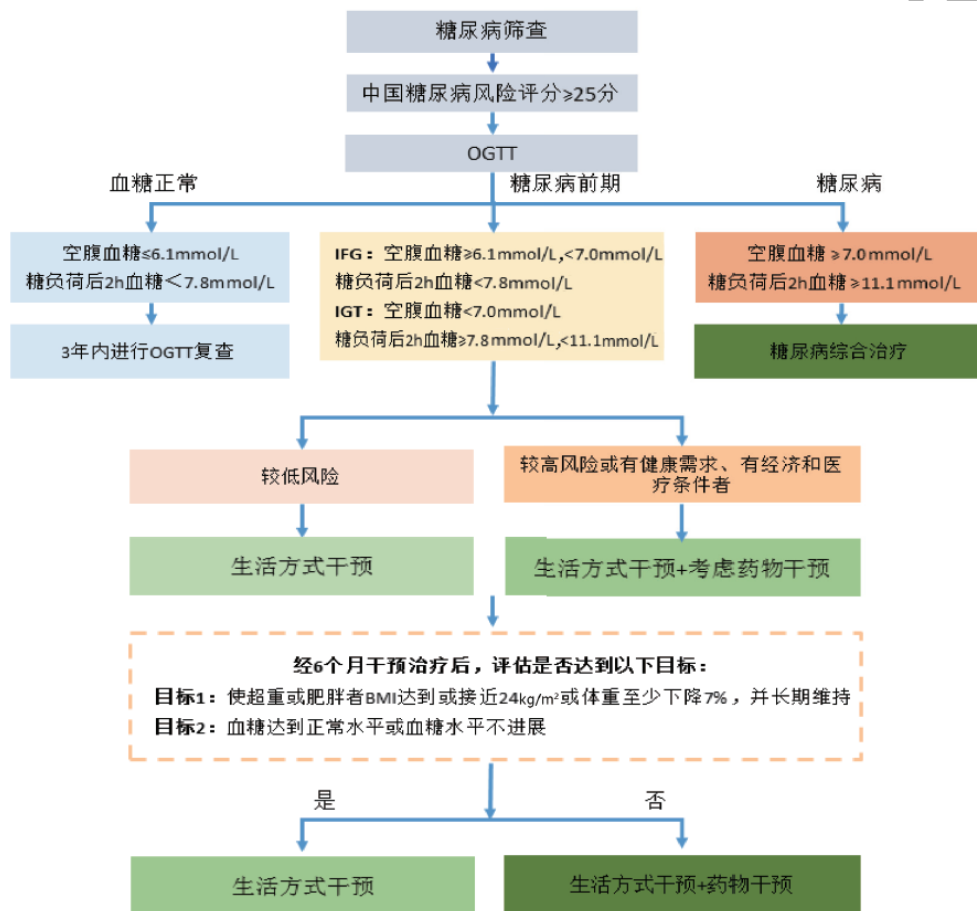 糖尿病筛查
中国糖尿病风险评分≥25分
OGTT
血糖正常
糖尿病前期
糖尿病
空腹血糖≤6.1mmol/L
糖负荷后2h血糖＜7.8mmol/L
IFG：空腹血糖≥6.1mmol/L,<7.0mmol/L
糖负荷后2h血糖<7.8mmol/L
IGT：空腹血糖<7.0mmol/L
糖负荷后2h血糖≥7.8mmol/L,<11.1mmol/L
空腹血糖 ≥7.0mmol/L
糖负荷后2h血糖≥11.1mmol/L
3年内进行OGTT复查
糖尿病综合治疗
较低风险
较高风险或有健康需求、有经济和医
疗条件者
生活方式干预
生活方式干预+考虑药物干预
经6个月干预治疗后，评估是否达到以下目标：
目标1：使超重或肥胖者BMI达到或接近24kg/m²或体重至少下降7%，并长期维持
目标2：血糖达到正常水平或血糖水平不进展
是
否
生活方式干预
生活方式干预+药物干预